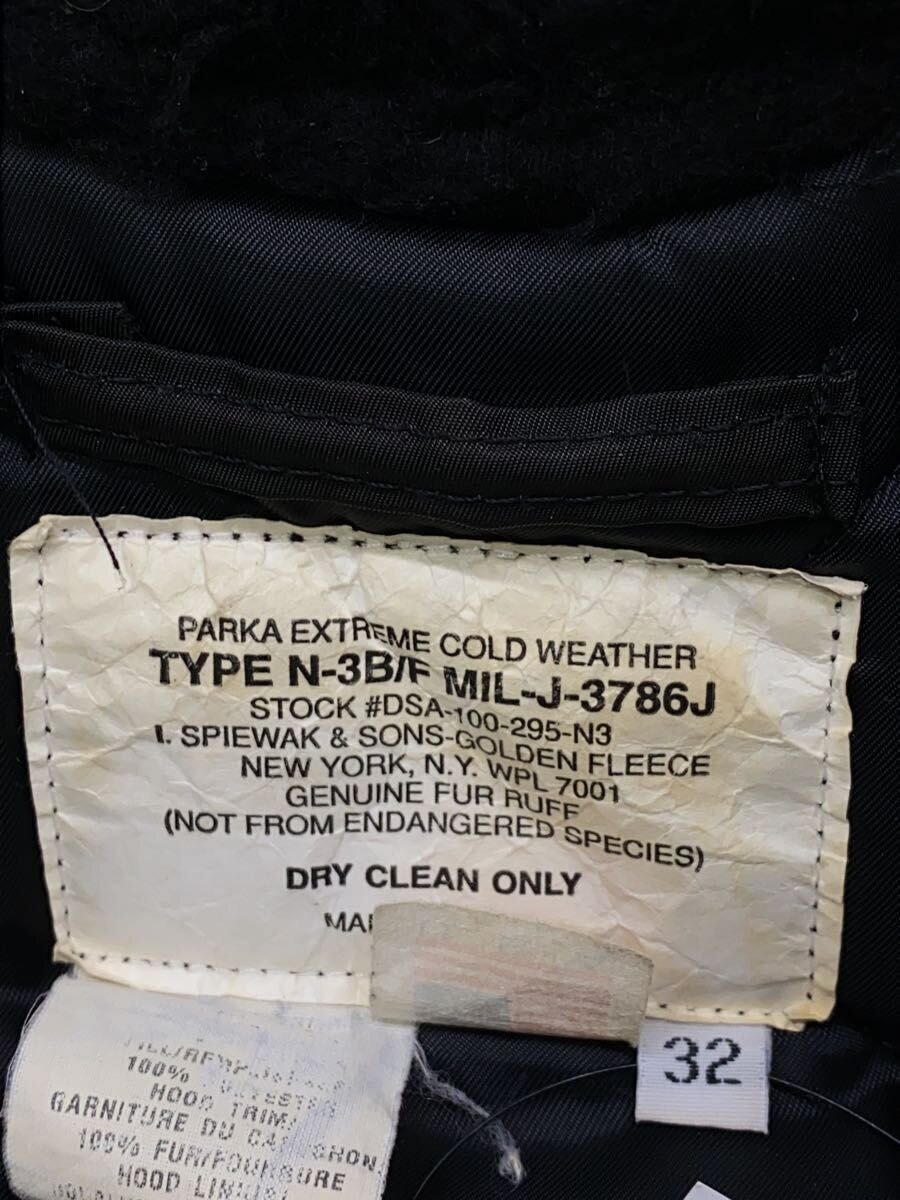 PARKA EXTREME COLD WEATHER
TYPE N-3B/F MIL-J-3786J
STOCK #DSA-100-295-N3
I. SPIEWAK & SONS-GOLDEN FLEECE
NEW YORK, N.Y. WPL 7001
GENUINE FUR RUFF
(NOT FROM ENDANGERED SPECIES)
DRY CLEAN ONLY
MA
32
100%
HOOD TRIM/
GARNITURE DU
100% FUR/FOURRURE
HOOD